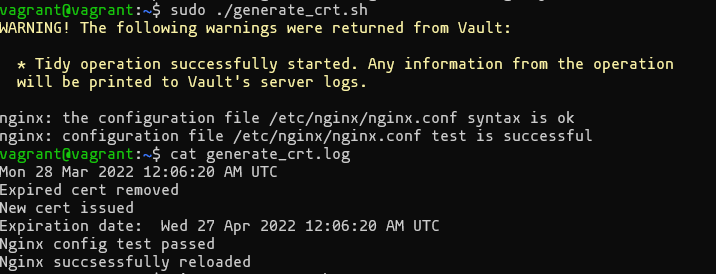 vagrant@vagrant:~$ sudo ./generate_crt.sh
WARNING! The following warnings were returned from Vault:
* Tidy operation successfully started. Any information from the operation
will be printed to Vault's server logs.
nginx: the configuration file /etc/nginx/nginx.conf syntax is ok
nginx: configuration file /etc/nginx/nginx.conf test is successful
vagrant@vagrant:~$ cat generate_crt.log
Mon 28 Mar 2022 12:06:20 AM UTC
Expired cert removed
New cert issued
Expiration date:  Wed 27 Apr 2022 12:06:20 AM UTC
Nginx config test passed
Nginx succsessfully reloaded